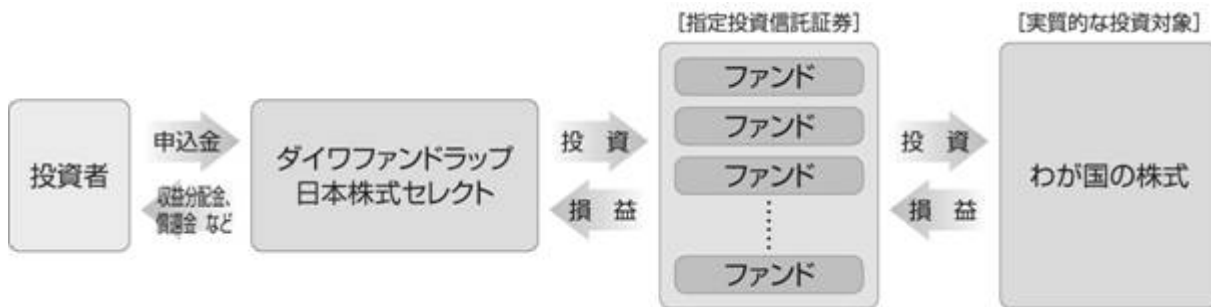 [指定投資信託証券]
[実質的な投資対象]
投資者
申込金
収益分配金、
償還金 など
ダイワファンドラップ
日本株式セレクト
投 資
損 益
ファンド
ファンド
ファンド
ファンド
投 資
損 益
わが国の株式